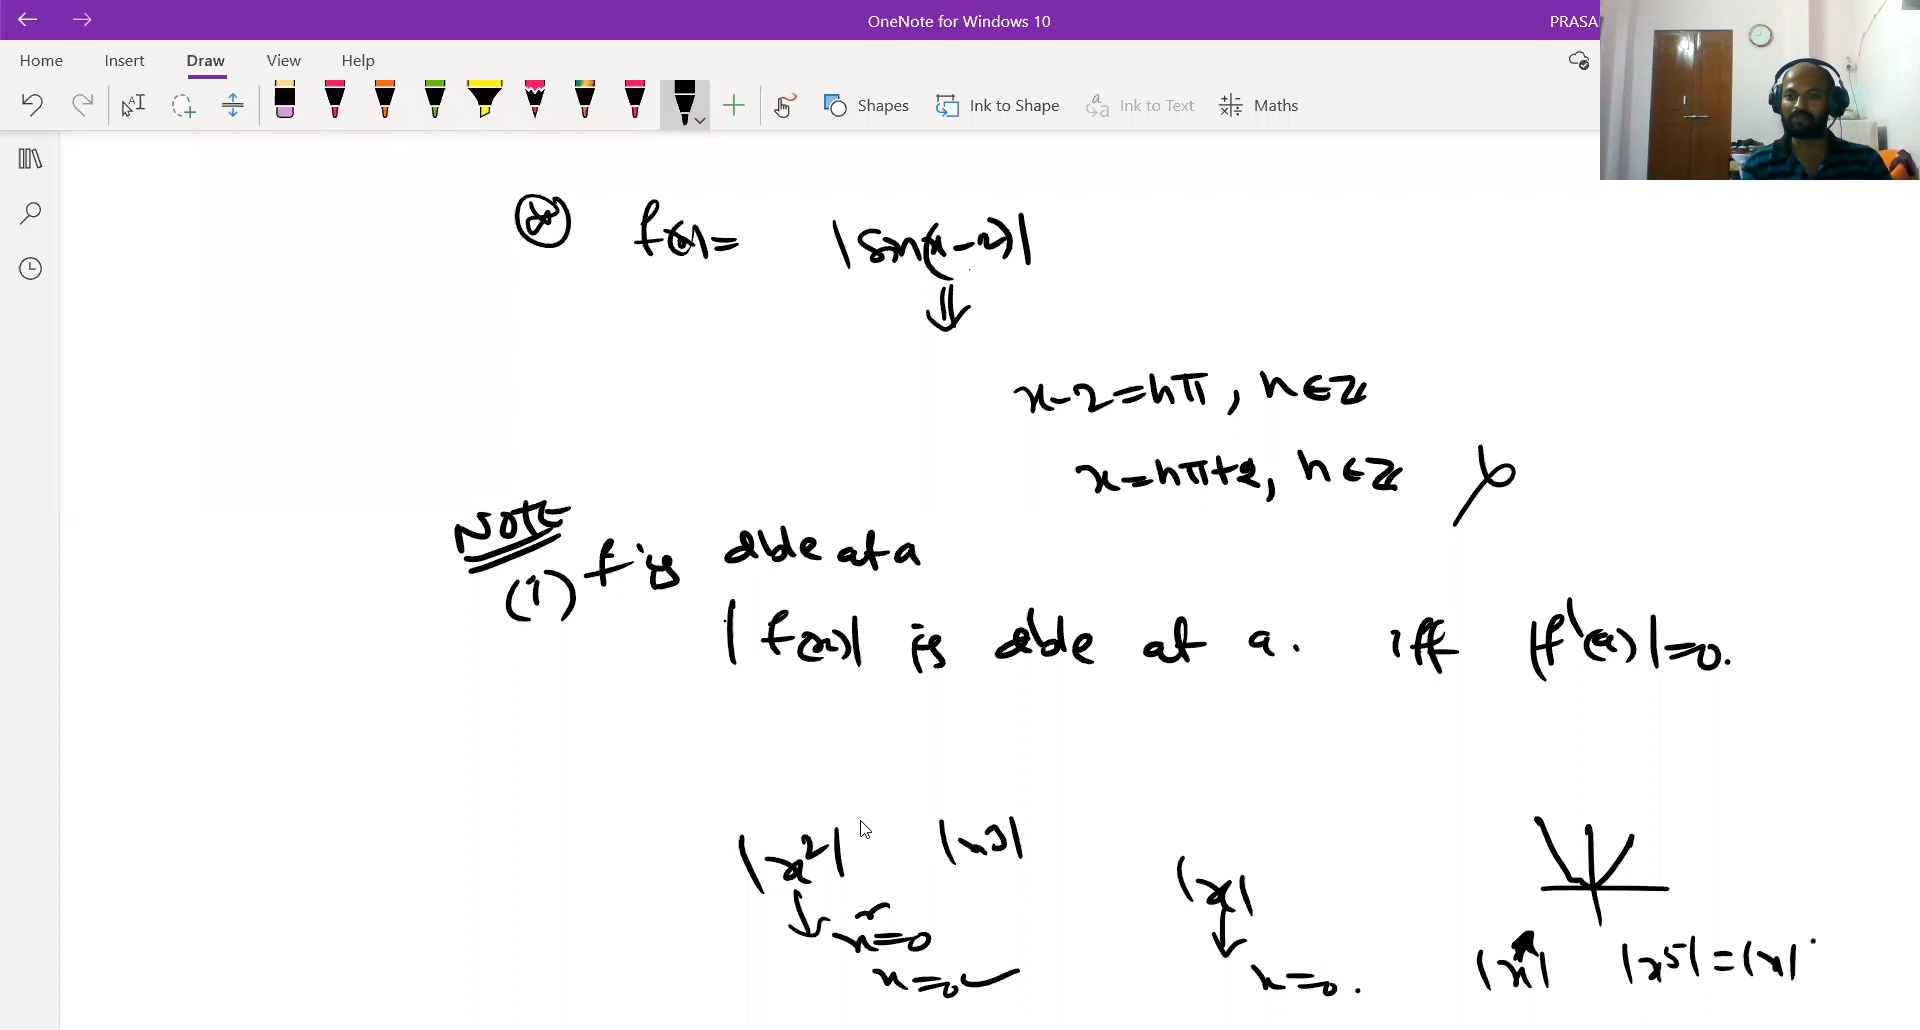 OneNote for Windows 10
PRASA
Home Insert Draw View Help
Shapes Ink to Shape Ink to Text Maths
f(x)= |sin(x-2)|
x-2=nπ, n∈ℤ
x=nπ+2, n∈ℤ
Note
(1) f is dble at a
|f(x)| is dble at a. iff |f'(a)|=0.
|x²| |x³|
|x|
x=0
x=0
x=0.
|x⁵|=|x|